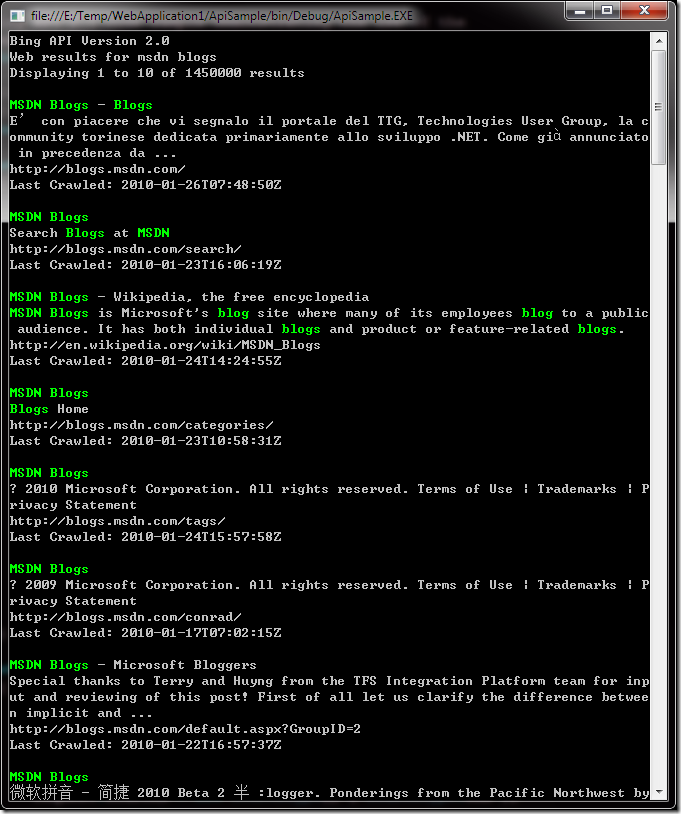 file:///E:/Temp/WebApplication1/ApiSample/bin/Debug/ApiSample.EXE
Bing API Version 2.0
Web results for msdn blogs
Displaying 1 to 10 of 1450000 results
MSDN Blogs - Blogs
E' con piacere che vi segnalo il portale del TTG, Technologies User Group, la c
ommunity torinese dedicata primariamente allo sviluppo .NET. Come già annunciato
in precedenza da ...
http://blogs.msdn.com/
Last Crawled: 2010-01-26T07:48:50Z
MSDN Blogs
Search Blogs at MSDN
http://blogs.msdn.com/search/
Last Crawled: 2010-01-23T16:06:19Z
MSDN Blogs - Wikipedia, the free encyclopedia
MSDN Blogs is Microsoft's blog site where many of its employees blog to a public
audience. It has both individual blogs and product or feature-related blogs.
http://en.wikipedia.org/wiki/MSDN_Blogs
Last Crawled: 2010-01-24T14:24:55Z
MSDN Blogs
Blogs Home
http://blogs.msdn.com/categories/
Last Crawled: 2010-01-23T10:58:31Z
MSDN Blogs
? 2010 Microsoft Corporation. All rights reserved. Terms of Use ¦ Trademarks ¦ P
rivacy Statement
http://blogs.msdn.com/tags/
Last Crawled: 2010-01-24T15:57:58Z
MSDN Blogs
? 2009 Microsoft Corporation. All rights reserved. Terms of Use ¦ Trademarks ¦ P
rivacy Statement
http://blogs.msdn.com/conrad/
Last Crawled: 2010-01-17T07:02:15Z
MSDN Blogs - Microsoft Bloggers
Special thanks to Terry and Huyng from the TFS Integration Platform team for inp
ut and reviewing of this post! First of all let us clarify the difference betwee
n implicit and ...
http://blogs.msdn.com/default.aspx?GroupID=2
Last Crawled: 2010-01-22T16:57:37Z
MSDN Blogs
微软拼音 - 简捷 2010 Beta 2 半 :logger. Ponderings from the Pacific Northwest by